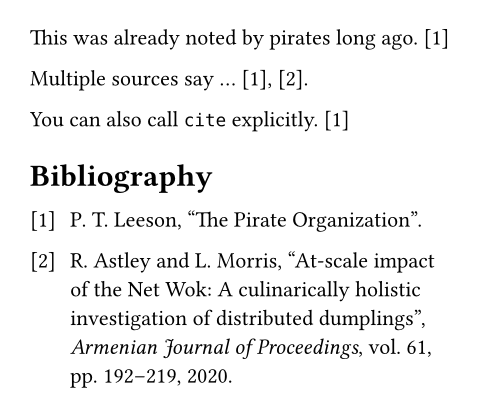 This was already noted by pirates long ago. [1]
Multiple sources say … [1], [2].
You can also call cite explicitly. [1]
Bibliography
[1] P. T. Leeson, “The Pirate Organization”.
[2] R. Astley and L. Morris, “At-scale impact
of the Net Wok: A culinarically holistic
investigation of distributed dumplings”,
Armenian Journal of Proceedings, vol. 61,
pp. 192–219, 2020.